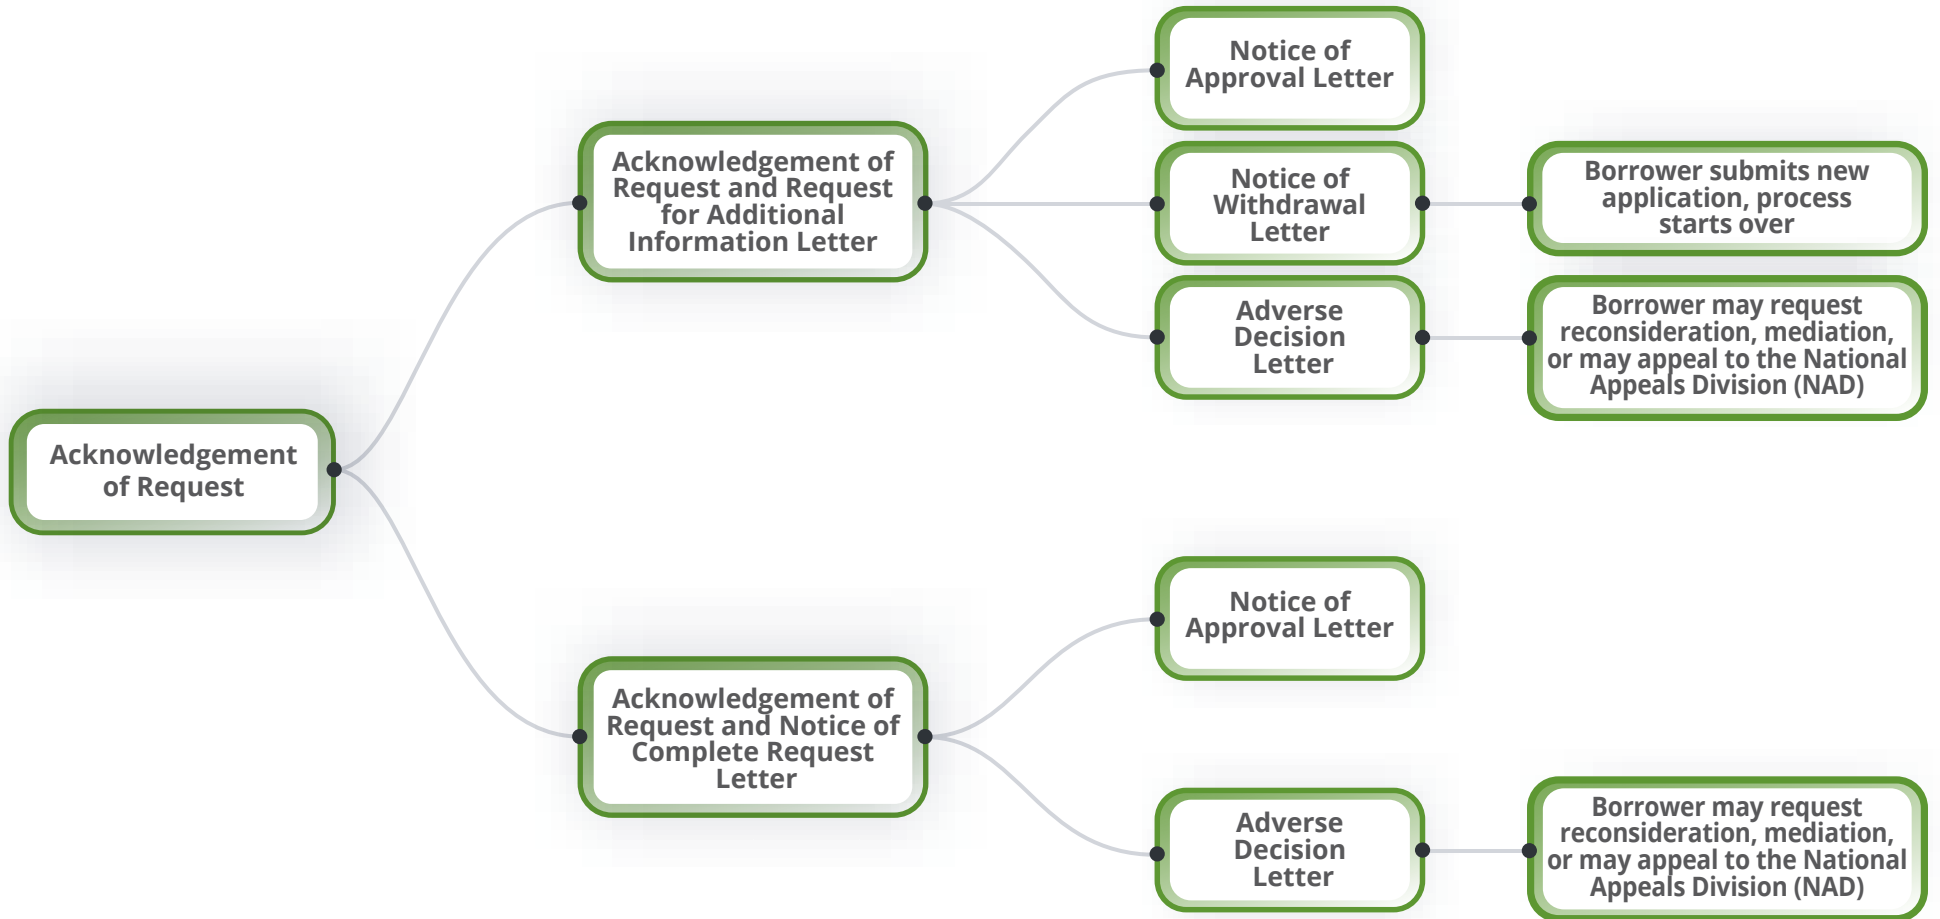 Acknowledgement
of Request
Acknowledgement of
Request and Request
for Additional
Information Letter
Notice of
Approval Letter
Notice of
Withdrawal
Letter
Borrower submits new
application, process
starts over
Adverse
Decision
Letter
Borrower may request
reconsideration, mediation,
or may appeal to the National
Appeals Division (NAD)
Acknowledgement of
Request and Notice of
Complete Request
Letter
Notice of
Approval Letter
Adverse
Decision
Letter
Borrower may request
reconsideration, mediation,
or may appeal to the National
Appeals Division (NAD)